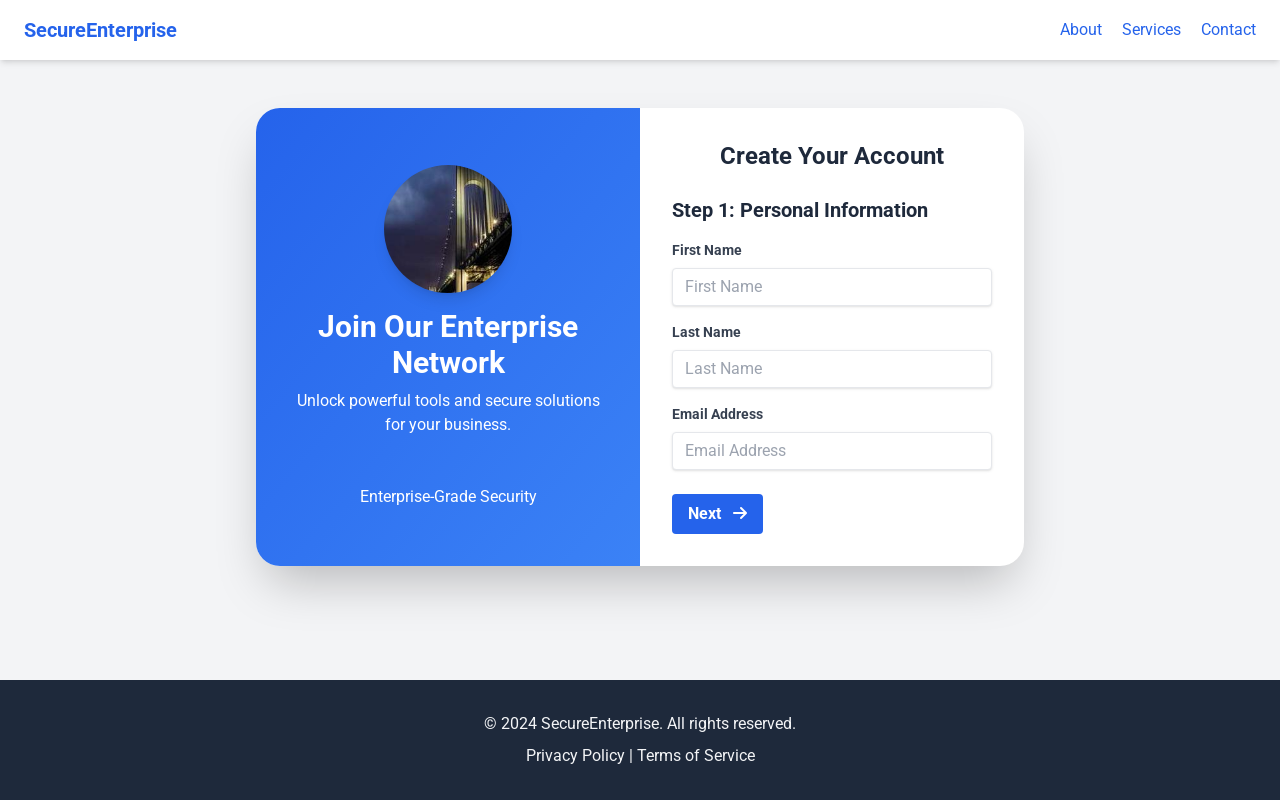 SecureEnterprise
About Services Contact
Join Our Enterprise
Network
Unlock powerful tools and secure solutions
for your business.
Enterprise-Grade Security
Create Your Account
Step 1: Personal Information
First Name
First Name
Last Name
Last Name
Email Address
Email Address
Next
© 2024 SecureEnterprise. All rights reserved.
Privacy Policy | Terms of Service